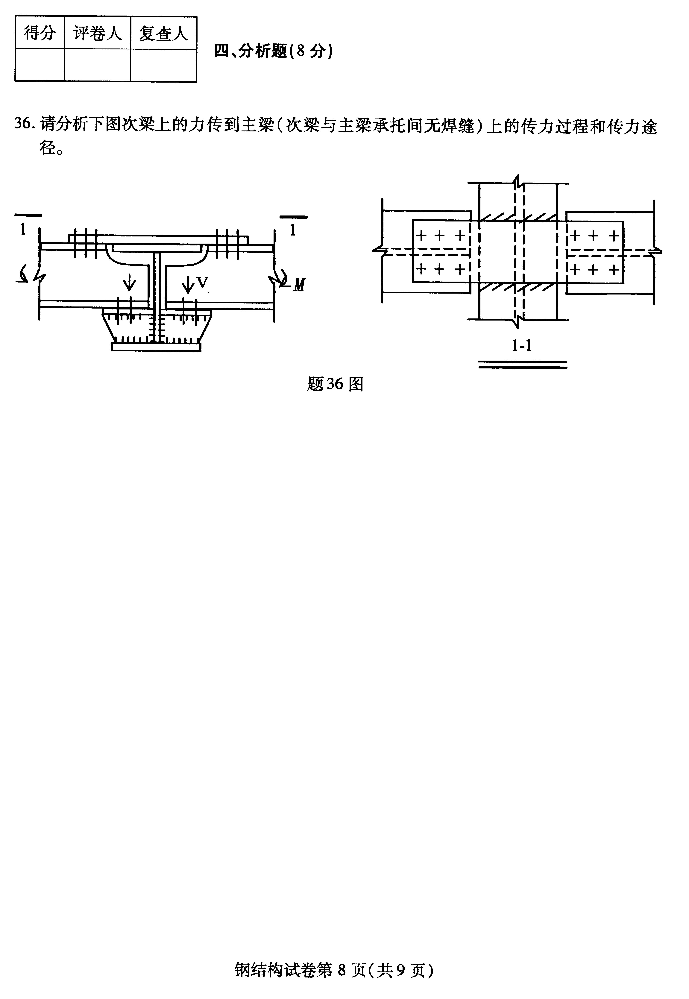 得分 评卷人 复查人
四、分析题(8 分)
36. 请分析下图次梁上的力传到主梁(次梁与主梁承托间无焊缝)上的传力过程和传力途
径。
1 1
V
M
1-1
题36 图
钢结构试卷第 8 页(共9 页)